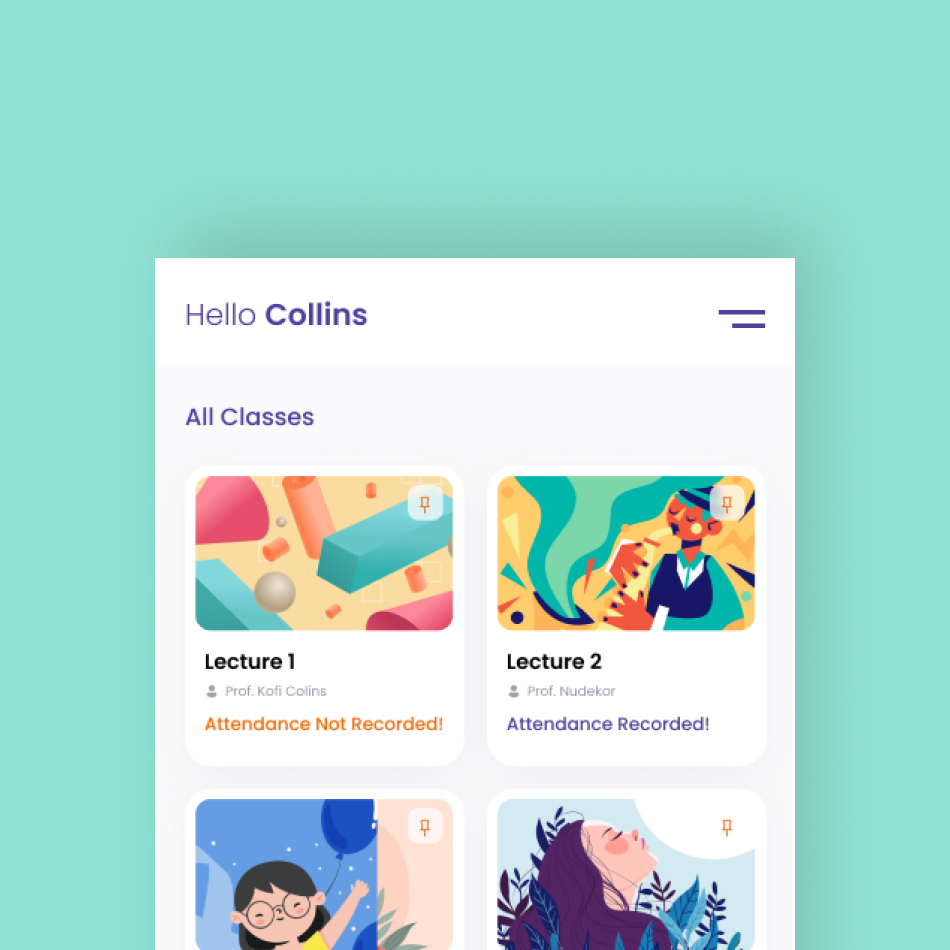 Hello Collins
All Classes
Lecture 1
Prof. Kofi Colins
Attendance Not Recorded!
Lecture 2
Prof. Nudekor
Attendance Recorded!